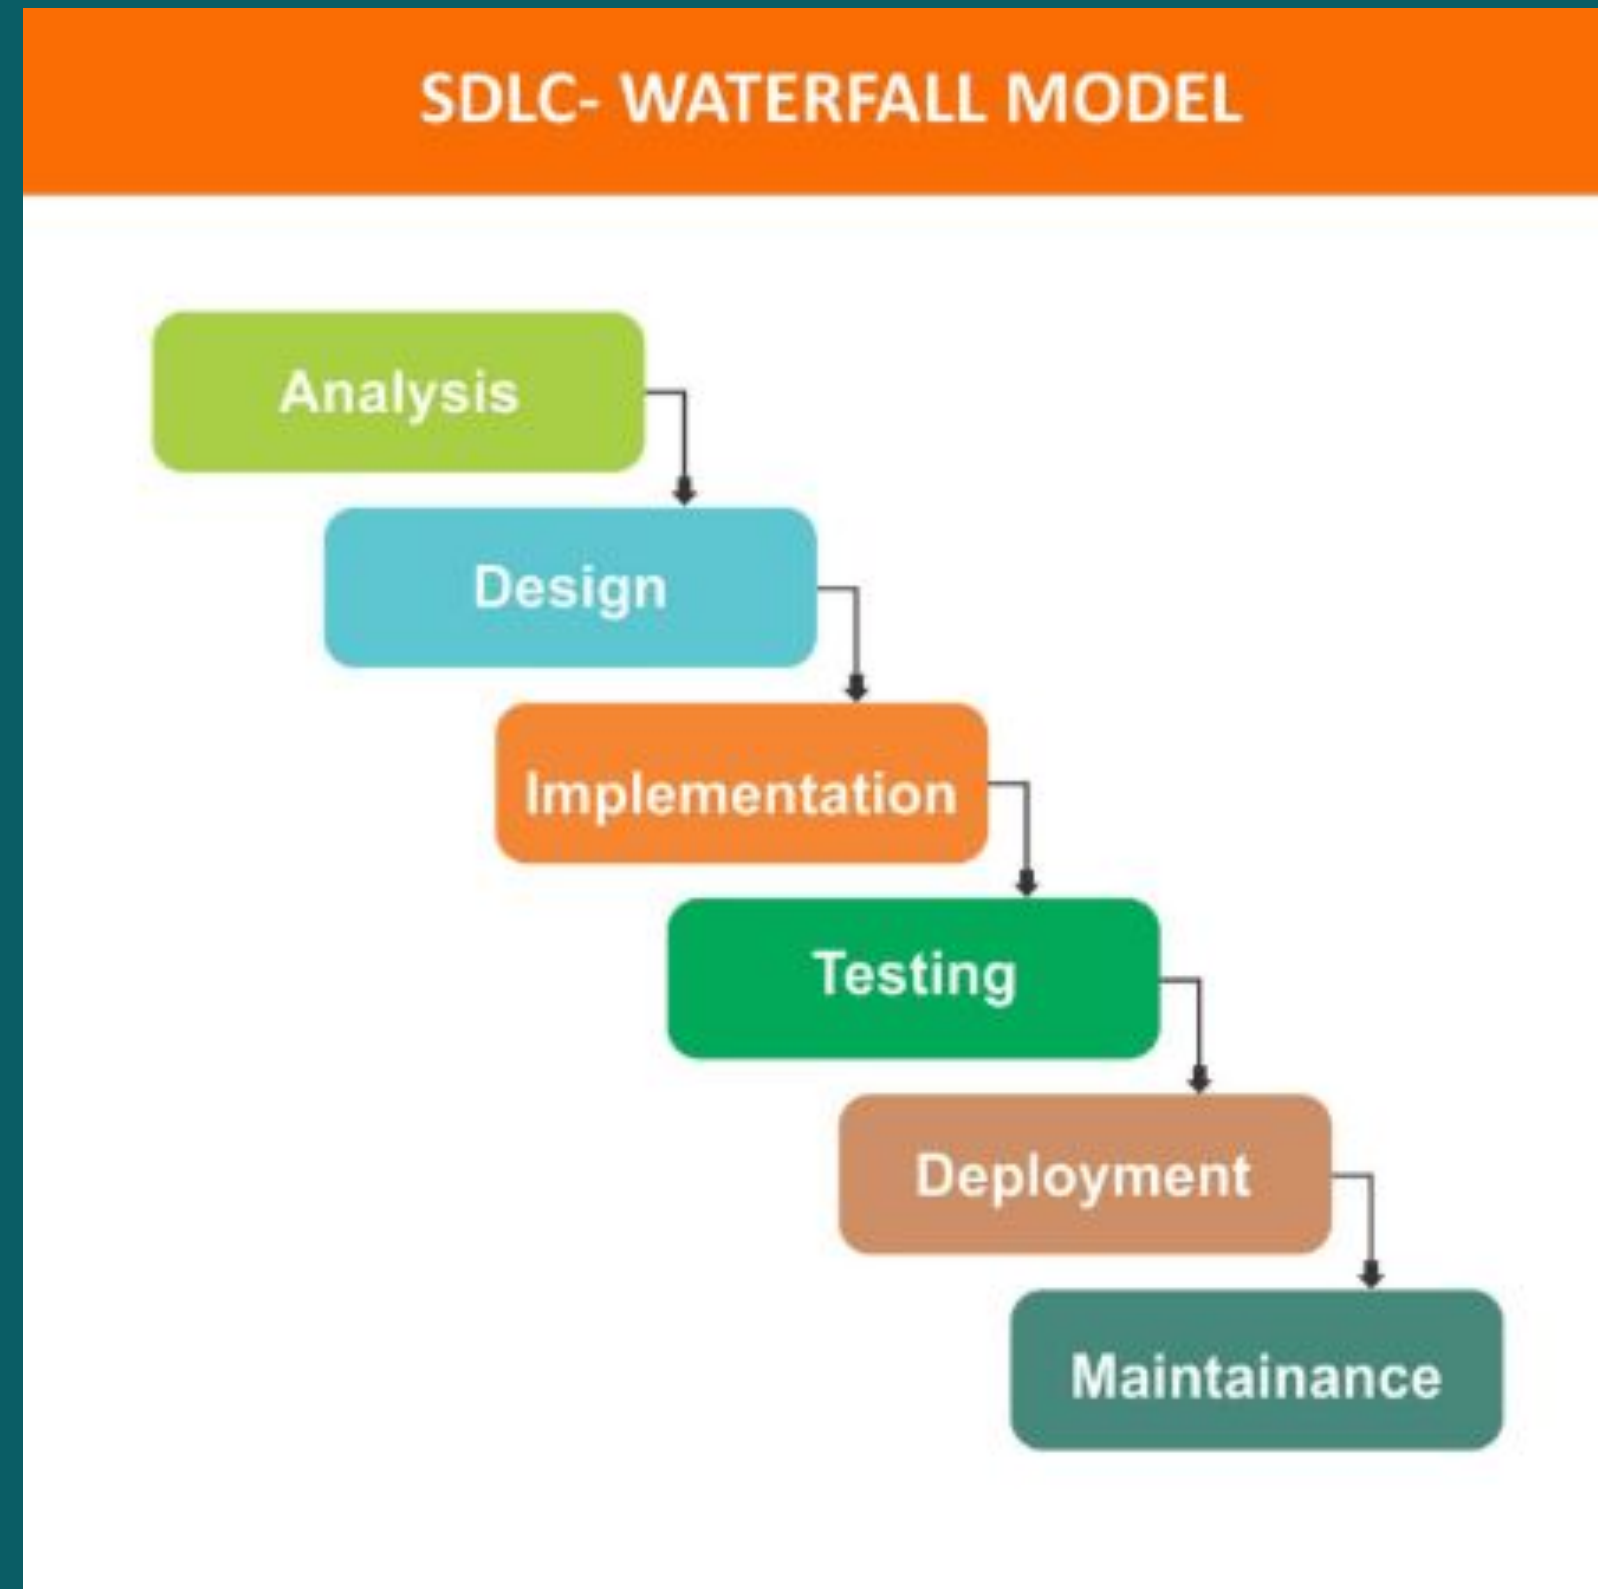 SDLC- WATERFALL MODEL
Analysis
Design
Implementation
Testing
Deployment
Maintainance